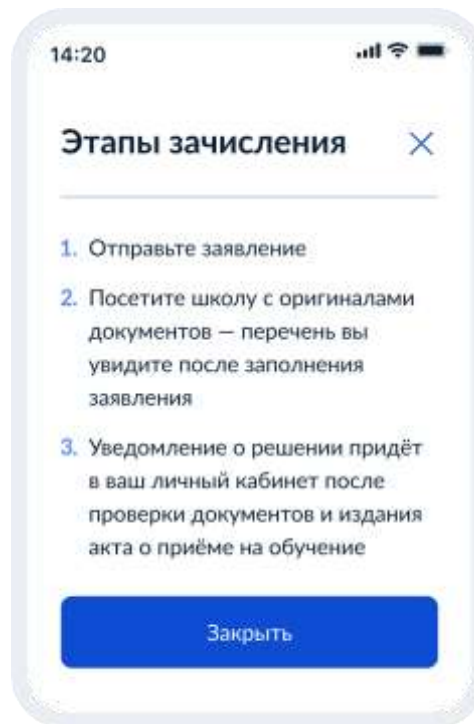 14:20
Этапы зачисления
1. Отправьте заявление
2. Посетите школу с оригиналами
документов — перечень вы
увидите после заполнения
заявления
3. Уведомление о решении придёт
в ваш личный кабинет после
проверки документов и издания
акта о приёме на обучение
Закрыть